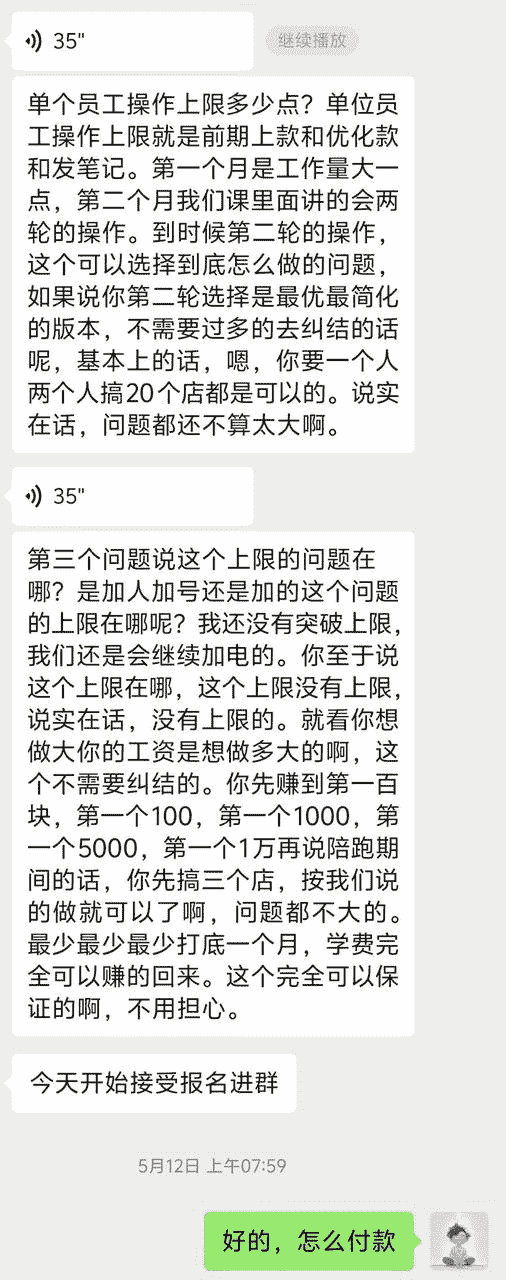 35"
继续播放
单个员工操作上限多少点？单位员
工操作上限就是前期上款和优化款
和发笔记。第一个月是工作量大一
点，第二个月我们课里面讲的会两
轮的操作。到时候第二轮的操作，
这个可以选择到底怎么做的问题，
如果说你第二轮选择是最优最简化
的版本，不需要过多的去纠结的话
呢，基本上的话，嗯，你要一个人
两个人搞20个店都是可以的。说实
在话，问题都还不算太大啊。
35"
第三个问题说这个上限的问题在
哪？是加人加号还是加的这个问题
的上限在哪呢？我还没有突破上限，
我们还是会继续加电的。你至于说
这个上限在哪，这个上限没有上限，
说实在话，没有上限的。就看你想
做大你的工资是想做多大的啊，这
个不需要纠结的。你先赚到第一百
块，第一个100，第一个1000，第
一个5000，第一个1万再说陪跑期
间的话，你先搞三个店，按我们说
的做就可以了啊，问题都不大的。
最少最少最少打底一个月，学费完
全可以赚的回来。这个完全可以保
证的啊，不用担心。
今天开始接受报名进群
5月12日 上午07:59
好的，怎么付款